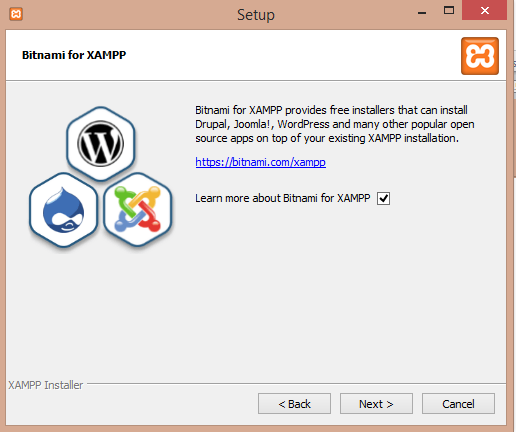 Setup
Bitnami for XAMPP
Bitnami for XAMPP provides free installers that can install
Drupal, Joomla!, WordPress and many other popular open
source apps on top of your existing XAMPP installation.
https://bitnami.com/xampp
Learn more about Bitnami for XAMPP
XAMPP Installer
< Back
Next >
Cancel